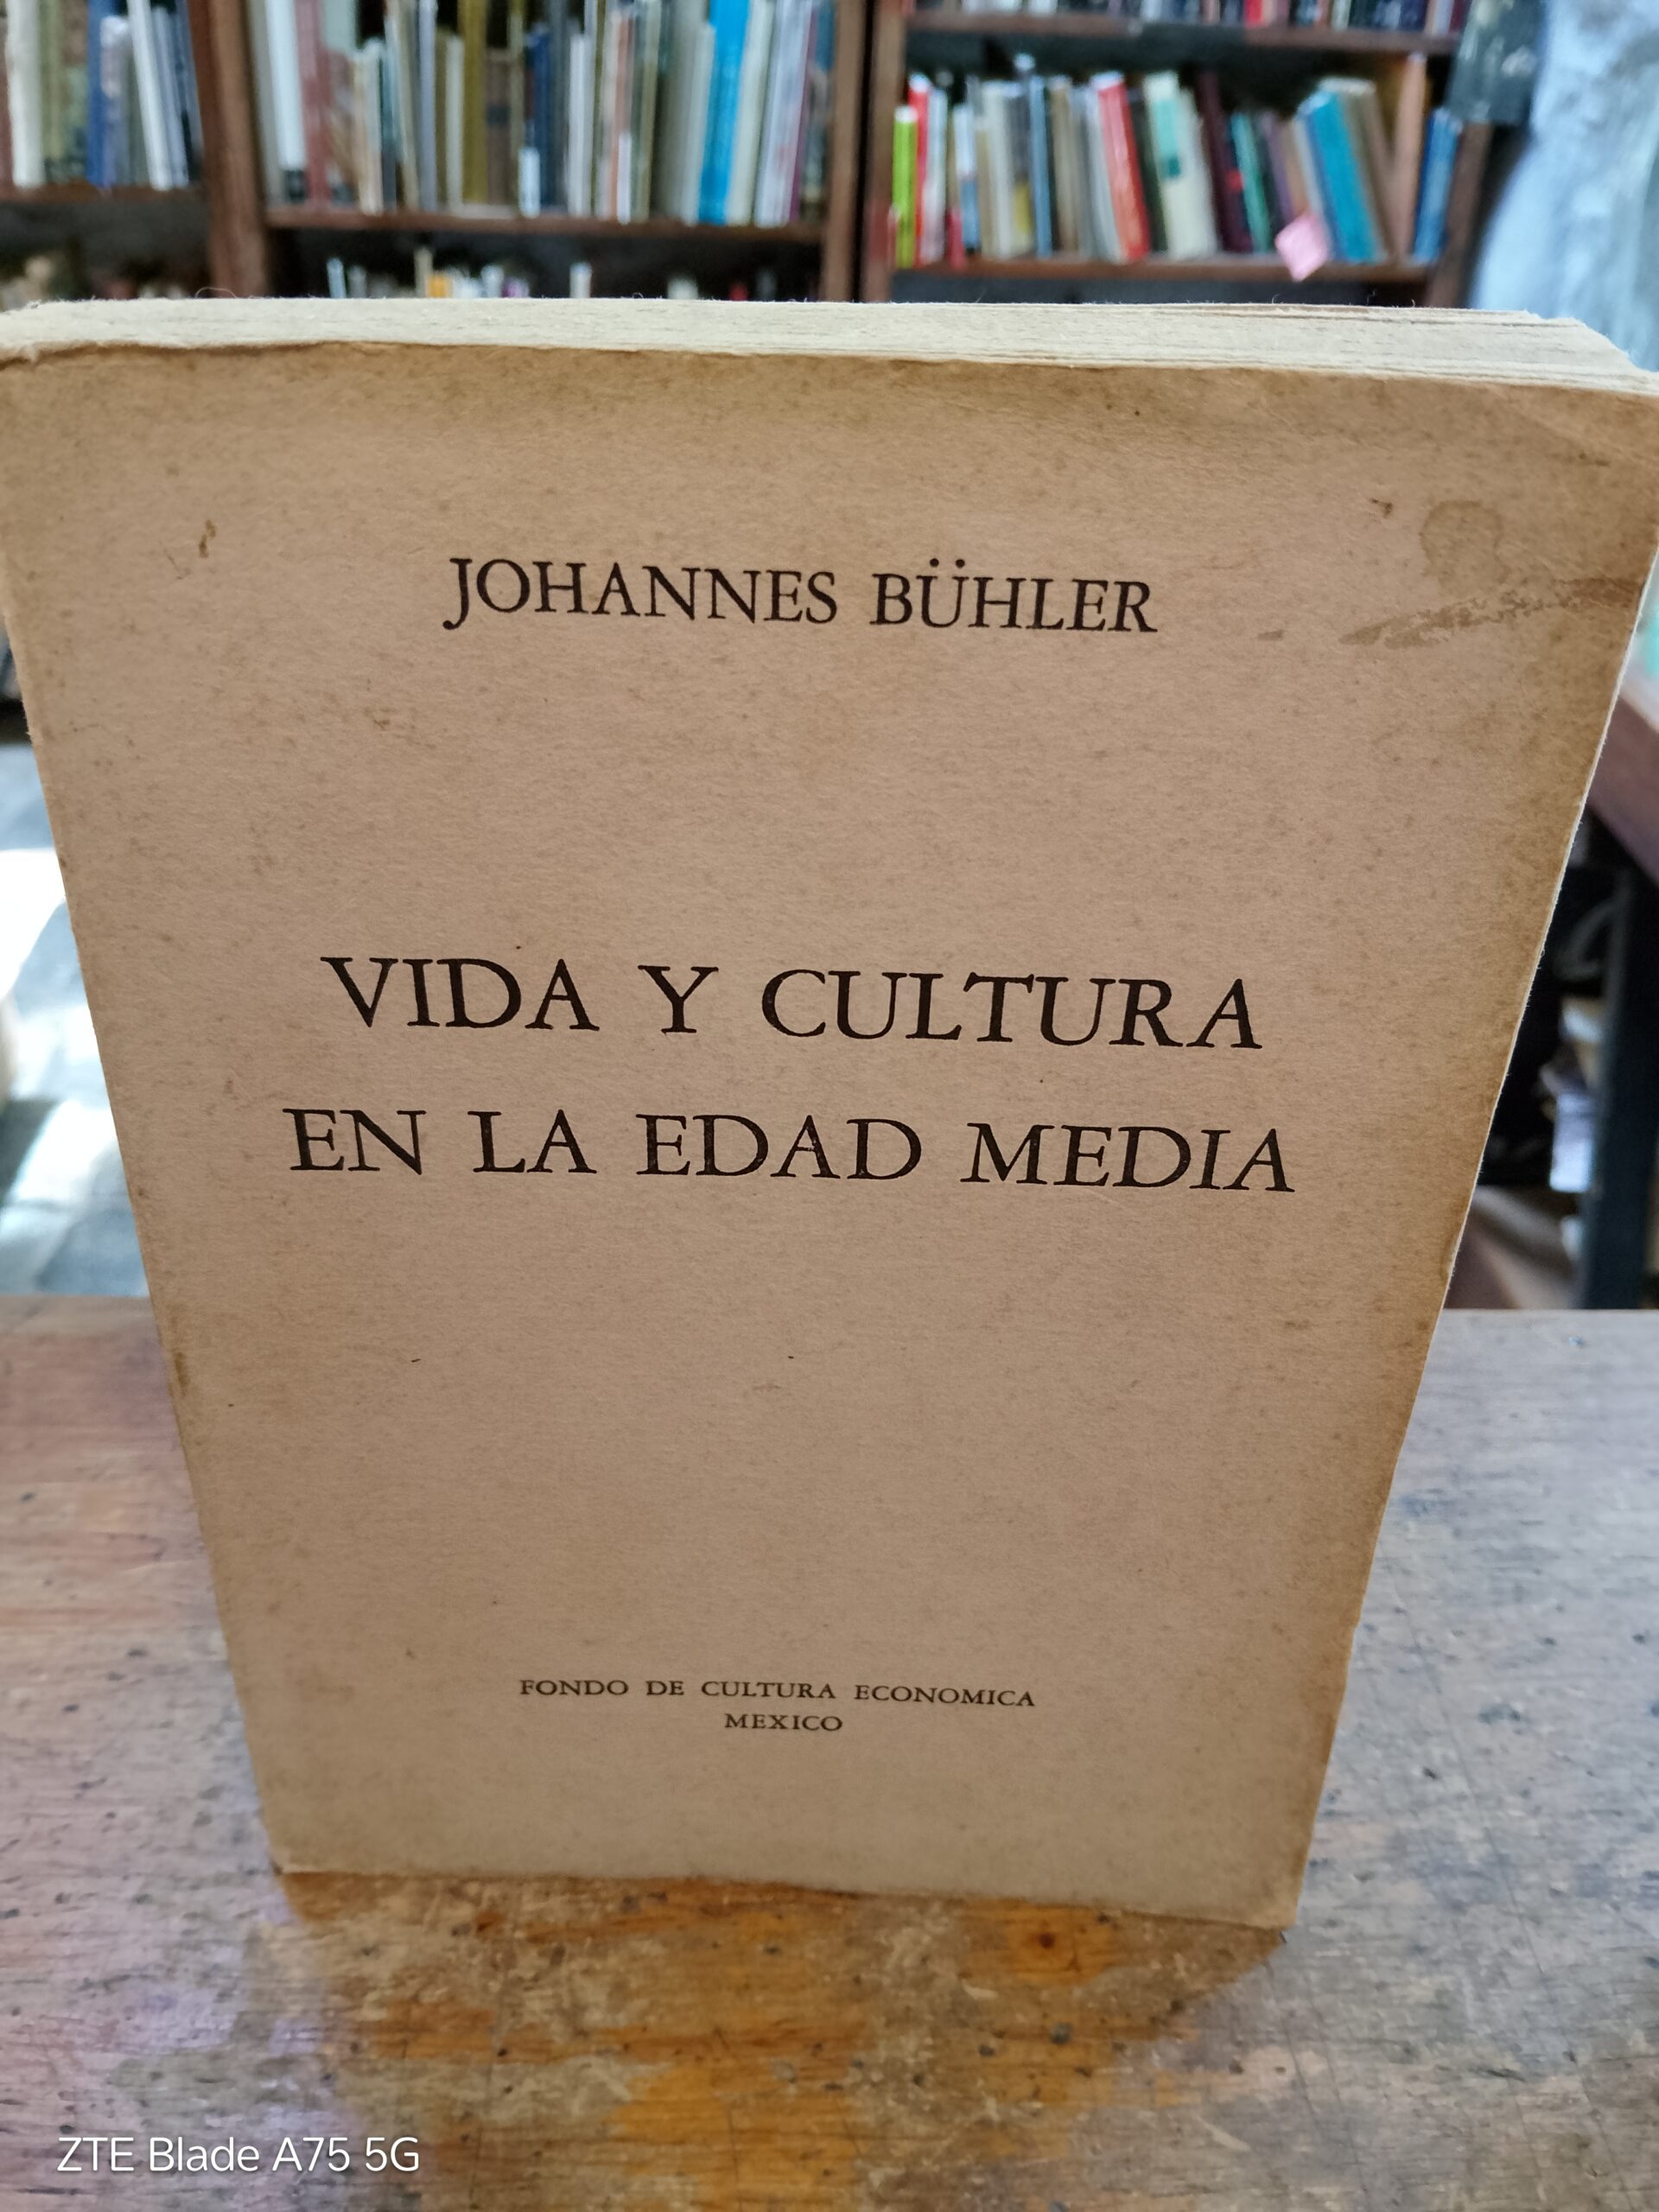 JOHANNES BÜHLER
VIDA Y CULTURA
EN LA EDAD MEDIA
FONDO DE CULTURA ECONOMICA
MEXICO
ZTE Blade A75 5G